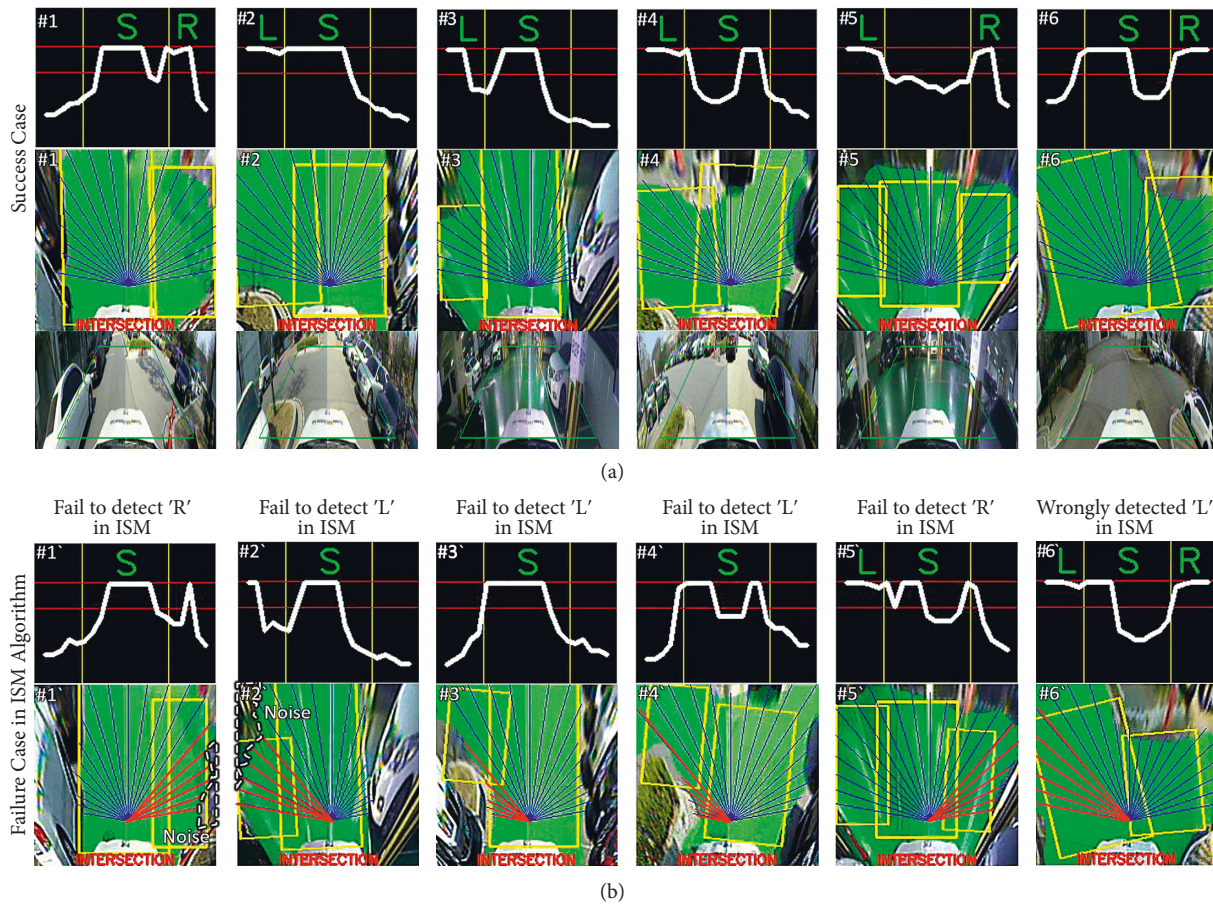 Success Case
#1 S R
#2 L S
#3 L S
#4 L S
#5 L R
#6 S
#1 INTERSECTION
#2 INTERSECTION
#3 INTERSECTION
#4 INTERSECTION
#5 INTERSECTION
#6 INTERSECTION
(a)
Fail to detect 'R'
in ISM
Fail to detect 'L'
in ISM
Fail to detect 'L'
in ISM
Fail to detect 'L'
in ISM
Fail to detect 'R'
in ISM
Wrongly detected 'L'
in ISM
Failure Case in ISM Algorithm
#1` S
#2` S
#3` S
#4` S
#5` L S
#6` L S R
#1` Noise INTERSECTION
#2` Noise INTERSECTION
#3` INTERSECTION
#4` INTERSECTION
#5` INTERSECTION
#6` INTERSECTION
(b)